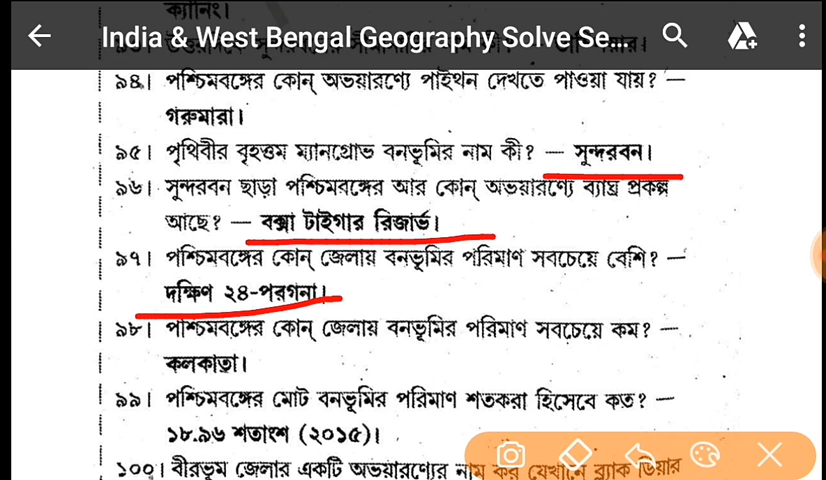 ক্যানিং।
India & West Bengal Geography Solve Se...
৯৪। পশ্চিমবঙ্গের কোন্ অভয়ারণ্যে পাইথন দেখতে পাওয়া যায়? —
গরুমারা।
৯৫। পৃথিবীর বৃহত্তম ম্যানগ্রোভ বনভূমির নাম কী? — সুন্দরবন।
৯৬। সুন্দরবন ছাড়া পশ্চিমবঙ্গের আর কোন্ অভয়ারণ্যে ব্যাঘ্র প্রকল্প
আছে? — বক্সা টাইগার রিজার্ভ।
৯৭। পশ্চিমবঙ্গের কোন্ জেলায় বনভূমির পরিমাণ সবচেয়ে বেশি? —
দক্ষিণ ২৪-পরগনা।
৯৮। পশ্চিমবঙ্গের কোন্ জেলায় বনভূমির পরিমাণ সবচেয়ে কম? —
কলকাতা।
৯৯। পশ্চিমবঙ্গের মোট বনভূমির পরিমাণ শতকরা হিসেবে কত? —
১৮.৯৬ শতাংশ (২০১৫)।
১০০। বীরভূম জেলার একটি অভয়ারণ্যের নাম কর যেখানে ব্ল্যাক ডিয়ার